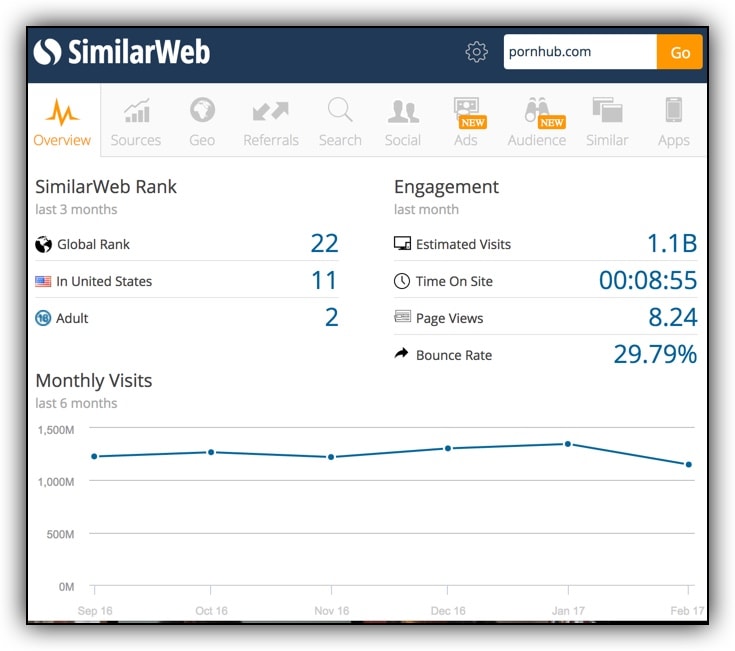 SimilarWeb
pornhub.com
Go
Overview
Sources
Geo
Referrals
Search
Social
NEW
Ads
NEW
Audience
Similar
Apps
SimilarWeb Rank
last 3 months
Global Rank 22
In United States 11
18 Adult 2
Engagement
last month
Estimated Visits 1.1B
Time On Site 00:08:55
Page Views 8.24
Bounce Rate 29.79%
Monthly Visits
last 6 months
1,500M
1,000M
500M
0M
Sep 16 Oct 16 Nov 16 Dec 16 Jan 17 Feb 17